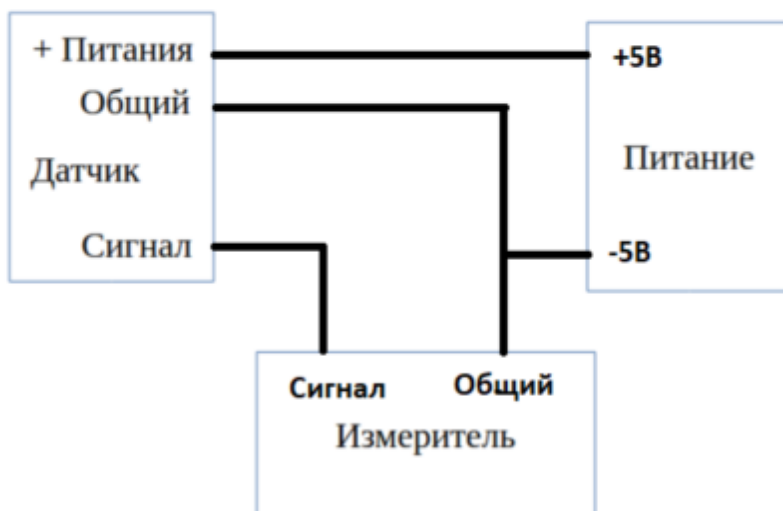 + Питания
Общий
Датчик
Сигнал
+5В
Питание
-5В
Сигнал
Общий
Измеритель